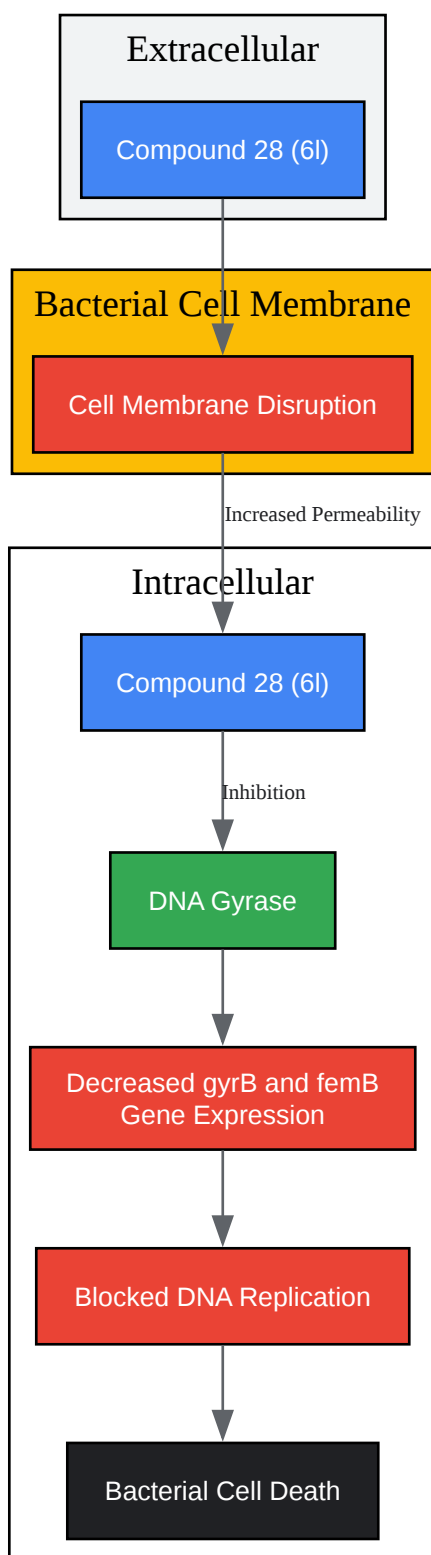 Extracellular
Compound 28 (6l)
Bacterial Cell Membrane
Cell Membrane Disruption
Increased Permeability
Intracellular
Compound 28 (6l)
Inhibition
DNA Gyrase
Decreased gyrB and femB
Gene Expression
Blocked DNA Replication
Bacterial Cell Death